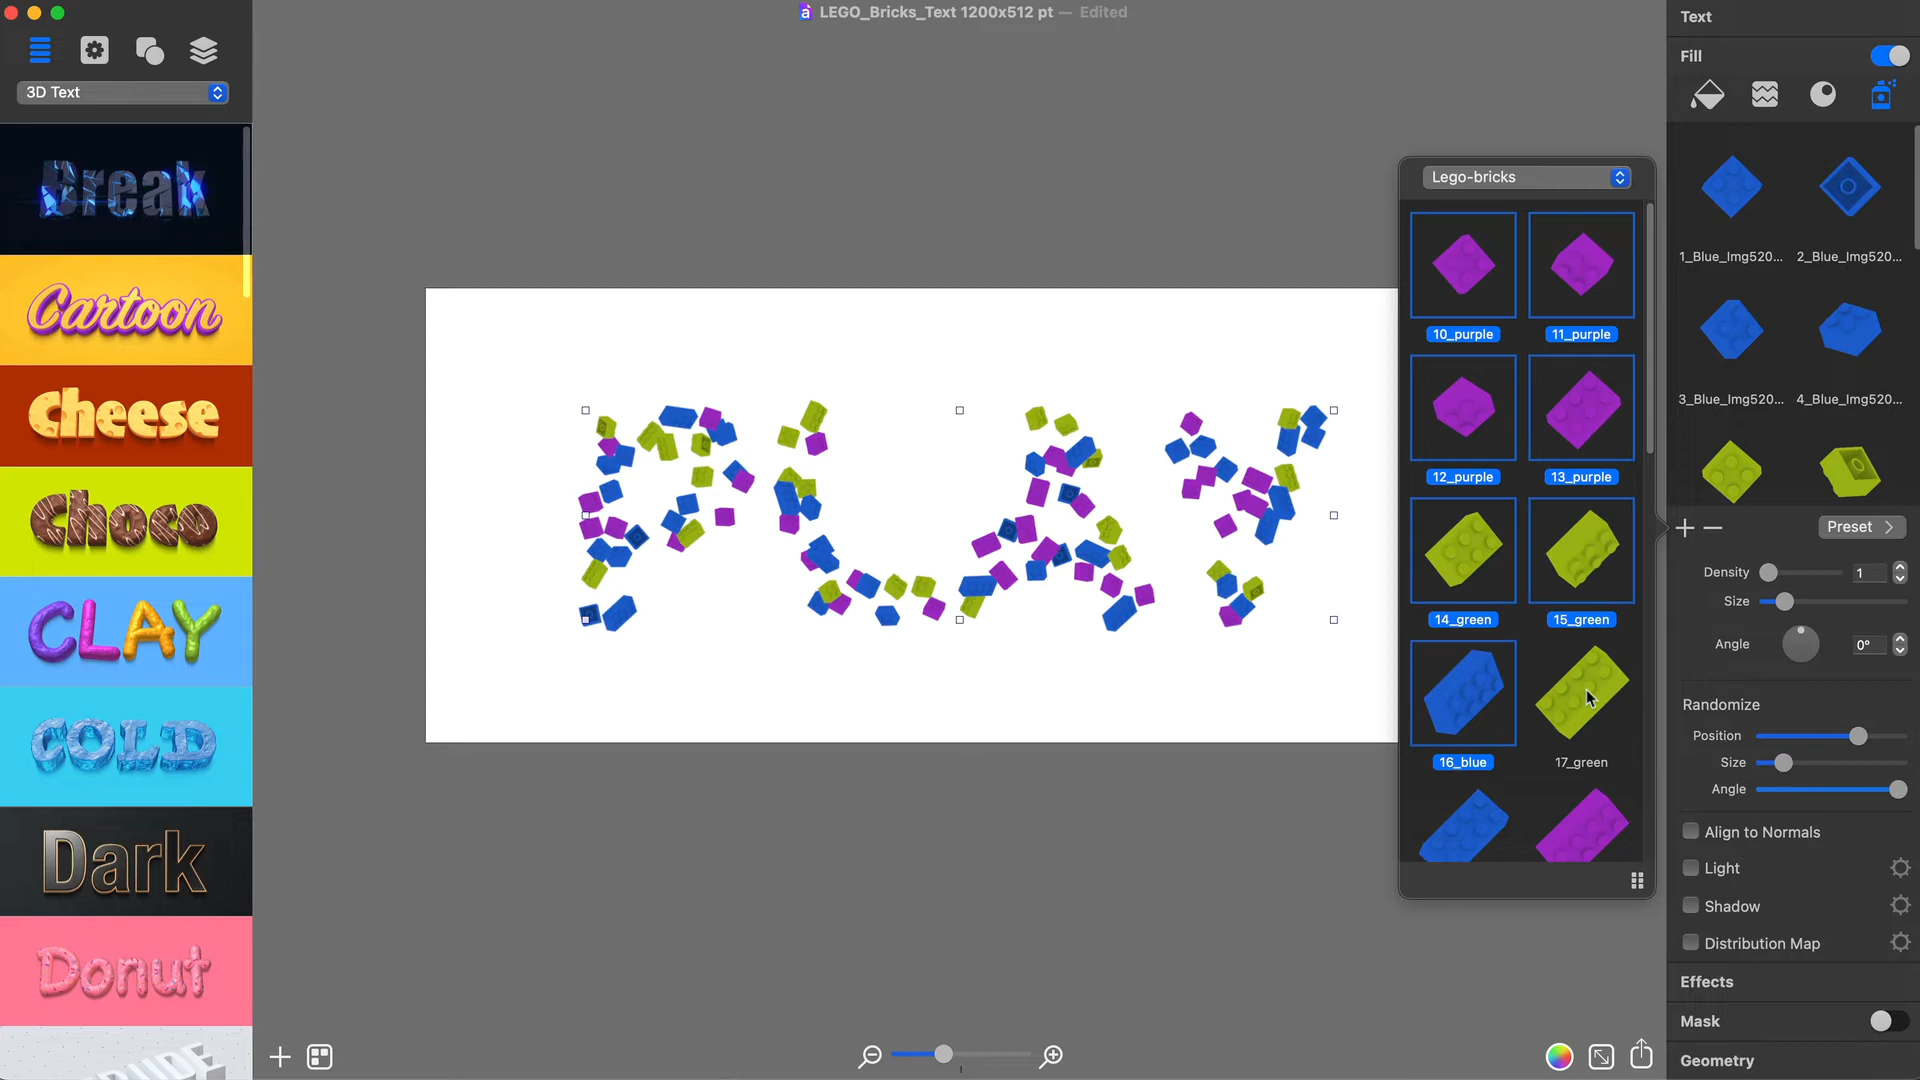 LEGO_Bricks_Text 1200x512 pt — Edited
3D Text
Break
Cartoon
Cheese
Choco
CLAY
COLD
Dark
Donut
PLAY
Lego-bricks
10_purple
11_purple
12_purple
13_purple
14_green
15_green
16_blue
17_green
Text
Fill
1_Blue_Img520...
2_Blue_Img520...
3_Blue_Img520...
4_Blue_Img520...
Preset
Density
1
Size
Angle
0°
Randomize
Position
Size
Angle
Align to Normals
Light
Shadow
Distribution Map
Effects
Mask
Geometry